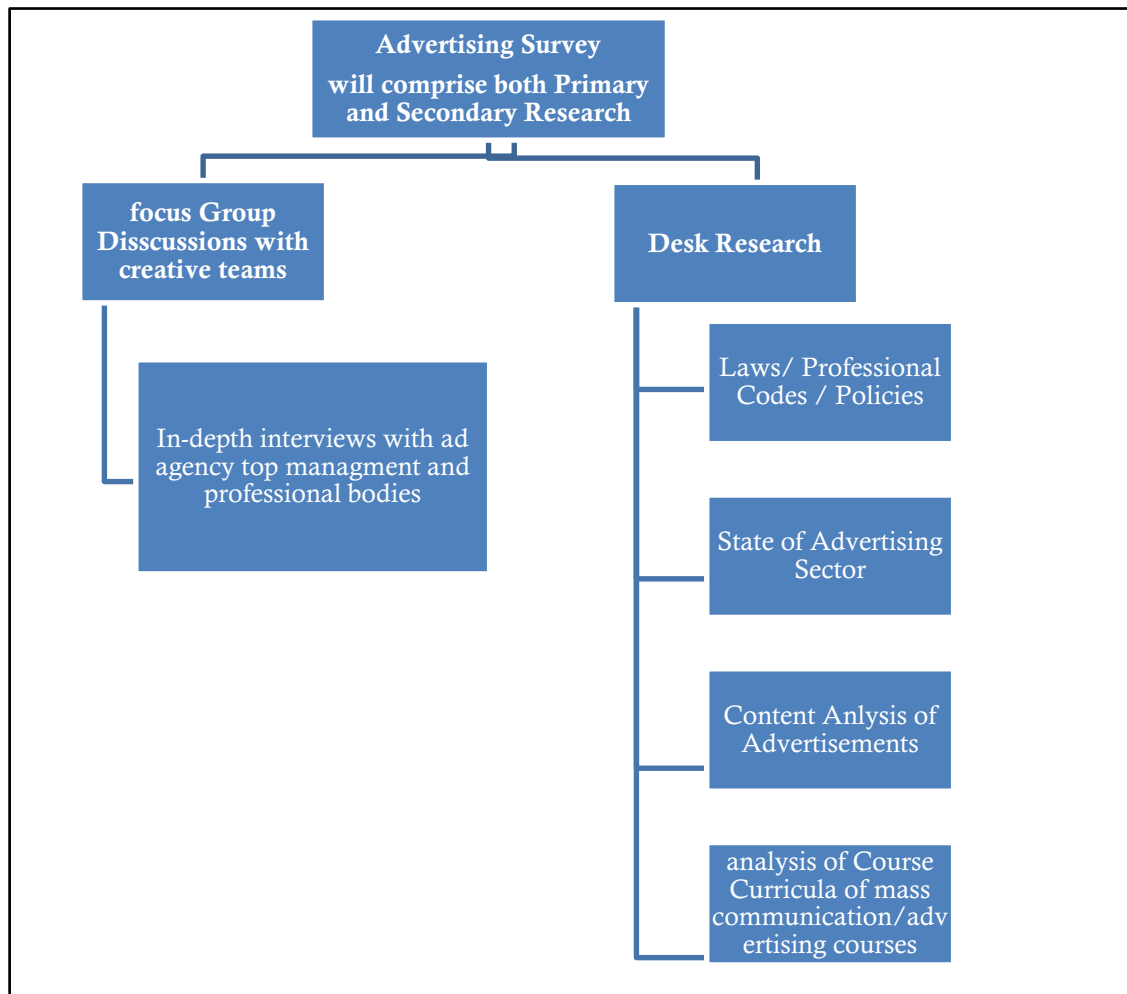 Advertising Survey
will comprise both Primary
and Secondary Research
focus Group
Disscussions with
creative teams
In-depth interviews with ad
agency top managment and
professional bodies
Desk Research
Laws/ Professional
Codes / Policies
State of Advertising
Sector
Content Anlysis of
Advertisements
analysis of Course
Curricula of mass
communication/adv
ertising courses